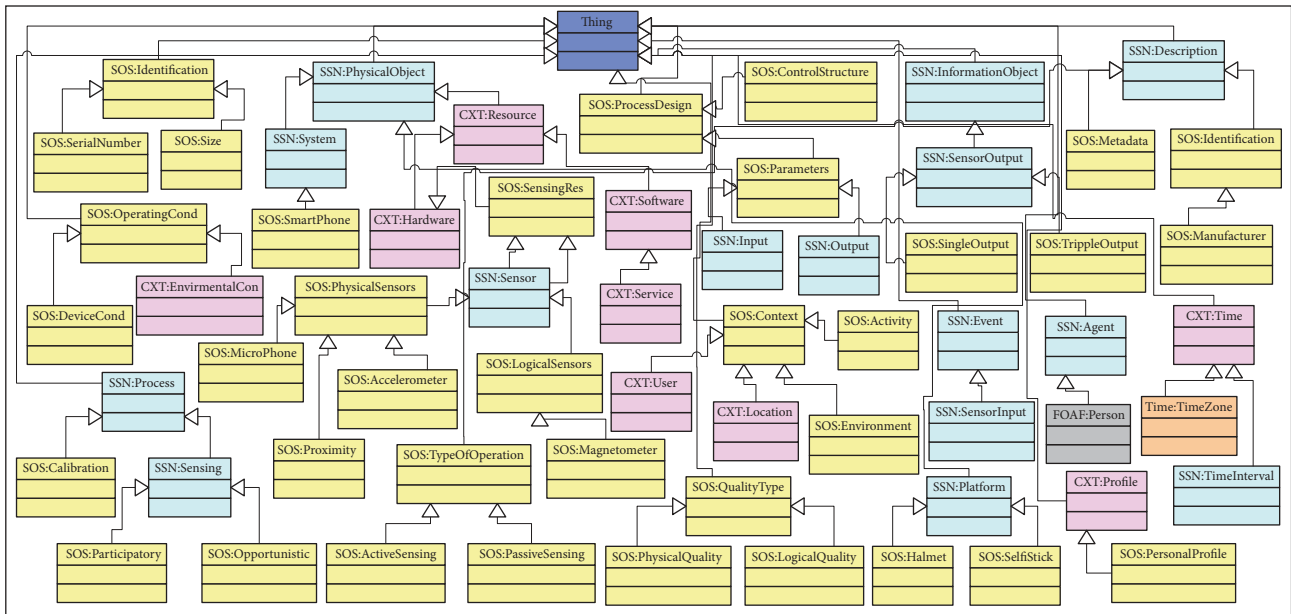 Thing
SOS:Identification
SSN:PhysicalObject
SOS:ControlStructure
SSN:InformationObject
SSN:Description
SOS:ProcessDesign
CXT:Resource
SOS:SerialNumber
SOS:Size
SSN:System
SOS:Metadata
SOS:Identification
SSN:SensorOutput
SOS:Parameters
SOS:SensingRes
CXT:Software
SOS:OperatingCond
SOS:SmartPhone
CXT:Hardware
SSN:Input
SSN:Output
SOS:SingleOutput
SOS:TrippleOutput
SOS:Manufacturer
CXT:EnvirmentalCon
SOS:PhysicalSensors
SSN:Sensor
CXT:Service
SOS:DeviceCond
SOS:MicroPhone
SOS:Context
SOS:Activity
SSN:Event
SSN:Agent
CXT:Time
SOS:LogicalSensors
SSN:Process
SOS:Accelerometer
CXT:User
CXT:Location
SSN:SensorInput
FOAF:Person
Time:TimeZone
SOS:Environment
SOS:Calibration
SSN:Sensing
SOS:Proximity
SOS:TypeOfOperation
SOS:Magnetometer
SOS:QualityType
SSN:Platform
CXT:Profile
SSN:TimeInterval
SOS:Participatory
SOS:Opportunistic
SOS:ActiveSensing
SOS:PassiveSensing
SOS:PhysicalQuality
SOS:LogicalQuality
SOS:Halmet
SOS:SelfiStick
SOS:PersonalProfile